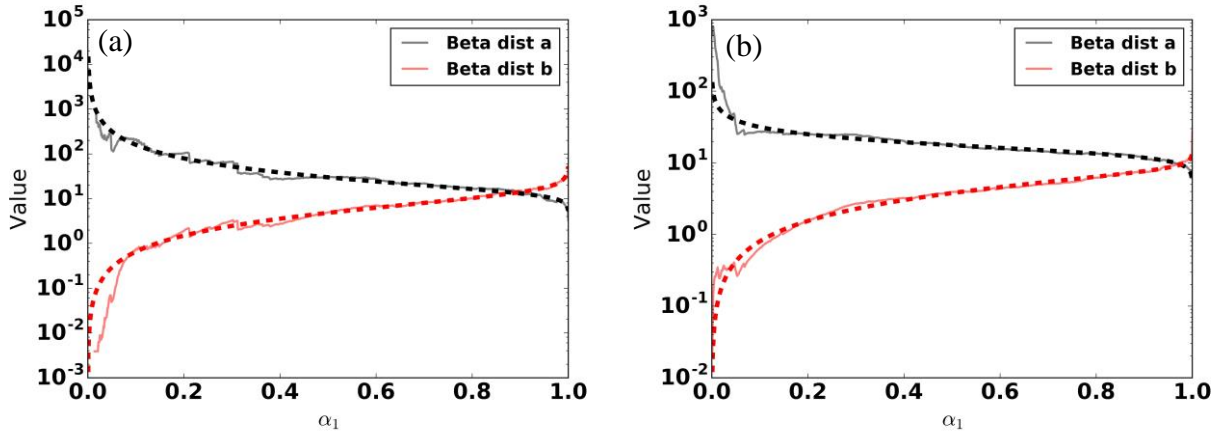 (a)
Beta dist a
Beta dist b
Value
10^5
10^4
10^3
10^2
10^1
10^0
10^-1
10^-2
10^-3
0.0 0.2 0.4 0.6 0.8 1.0
α₁
(b)
Beta dist a
Beta dist b
Value
10^3
10^2
10^1
10^0
10^-1
10^-2
0.0 0.2 0.4 0.6 0.8 1.0
α₁